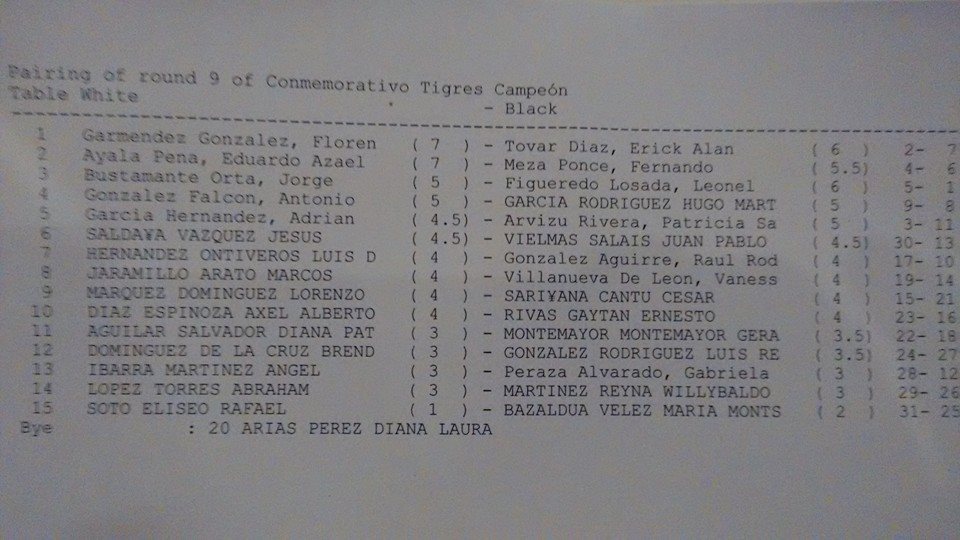 Pairing of round 9 of Conmemorativo Tigres Campeón
Table White - Black
1 Garmendez Gonzalez, Floren ( 7 ) - Tovar Diaz, Erick Alan ( 6 ) 2- 7
2 Ayala Pena, Eduardo Azael ( 7 ) - Meza Ponce, Fernando ( 5.5) 4- 6
3 Bustamante Orta, Jorge ( 5 ) - Figueredo Losada, Leonel ( 6 ) 5- 1
4 Gonzalez Falcon, Antonio ( 5 ) - GARCIA RODRIGUEZ HUGO MART ( 5 ) 9- 8
5 Garcia Hernandez, Adrian ( 4.5) - Arvizu Rivera, Patricia Sa ( 5 ) 3- 11
6 SALDA¥A VAZQUEZ JESUS ( 4.5) - VIELMAS SALAIS JUAN PABLO ( 4.5) 30- 13
7 HERNANDEZ ONTIVEROS LUIS D ( 4 ) - Gonzalez Aguirre, Raul Rod ( 4 ) 17- 10
8 JARAMILLO ARATO MARCOS ( 4 ) - Villanueva De Leon, Vaness ( 4 ) 19- 14
9 MARQUEZ DOMINGUEZ LORENZO ( 4 ) - SARI¥ANA CANTU CESAR ( 4 ) 15- 21
10 DIAZ ESPINOZA AXEL ALBERTO ( 4 ) - RIVAS GAYTAN ERNESTO ( 4 ) 23- 16
11 AGUILAR SALVADOR DIANA PAT ( 3 ) - MONTEMAYOR MONTEMAYOR GERA ( 3.5) 22- 18
12 DOMINGUEZ DE LA CRUZ BREND ( 3 ) - GONZALEZ RODRIGUEZ LUIS RE ( 3.5) 24- 27
13 IBARRA MARTINEZ ANGEL ( 3 ) - Peraza Alvarado, Gabriela ( 3 ) 28- 12
14 LOPEZ TORRES ABRAHAM ( 3 ) - MARTINEZ REYNA WILLYBALDO ( 3 ) 29- 26
15 SOTO ELISEO RAFAEL ( 1 ) - BAZALDUA VELEZ MARIA MONTS ( 2 ) 31- 25
Bye : 20 ARIAS PEREZ DIANA LAURA